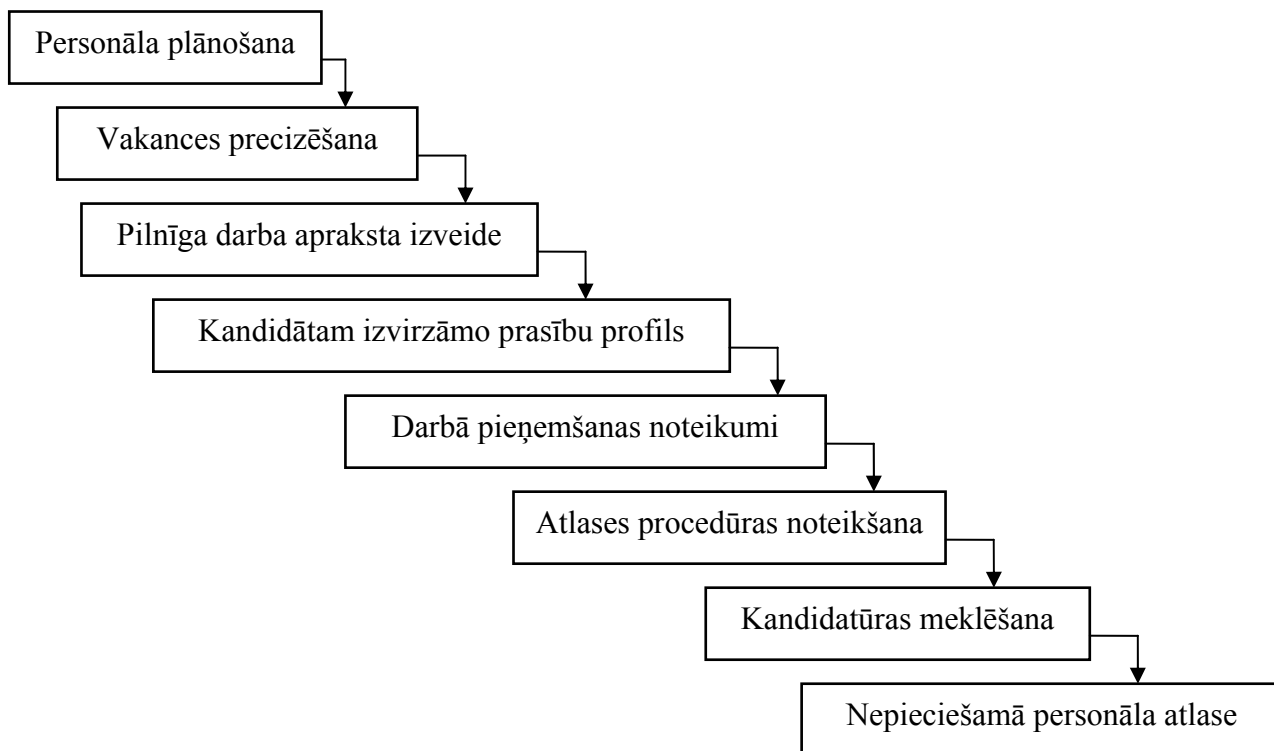 Personāla plānošana
Vakances precizēšana
Pilnīga darba apraksta izveide
Kandidātam izvirzāmo prasību profils
Darbā pieņemšanas noteikumi
Atlases procedūras noteikšana
Kandidatūras meklēšana
Nepieciešamā personāla atlase